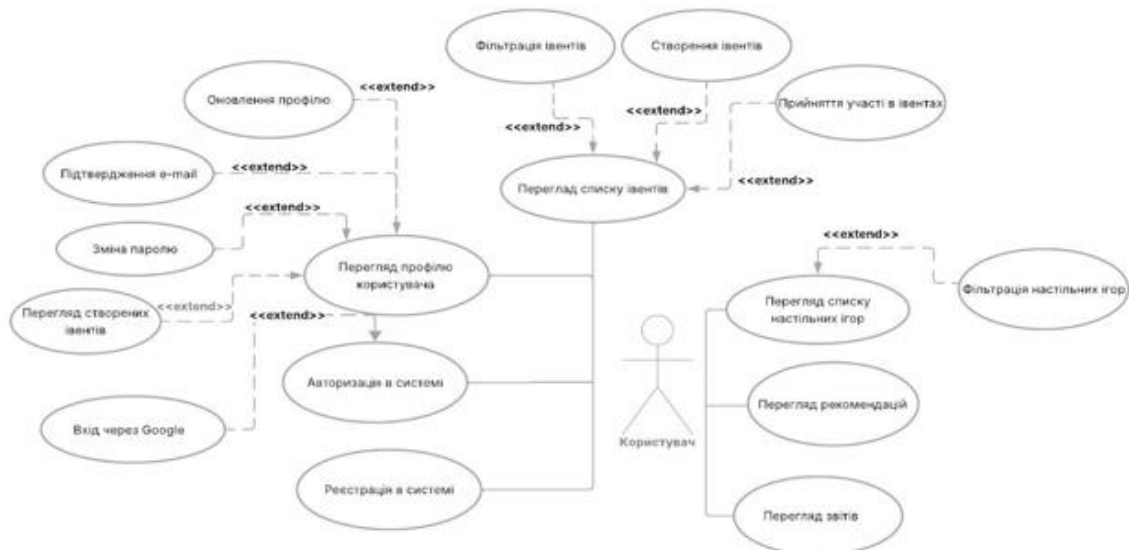 Фільтрація івентів
Створення івентів
<<extend>>
<<extend>>
Оновлення профілю
<<extend>>
Прийняття участі в івентах
<<extend>>
Підтвердження e-mail
<<extend>>
Переглад списку івентів
<<extend>>
Зміна паролю
<<extend>>
Перегляд профілю
користувача
Перегляд створених
івентів
<<extend>>
<<extend>>
Фільтрація настільних ігор
Перегляд списку
настільних ігор
<<extend>>
Авторизація в системі
Перегляд рекомендацій
Вхід через Google
Користувач
Реєстрація в системі
Перегляд звітів